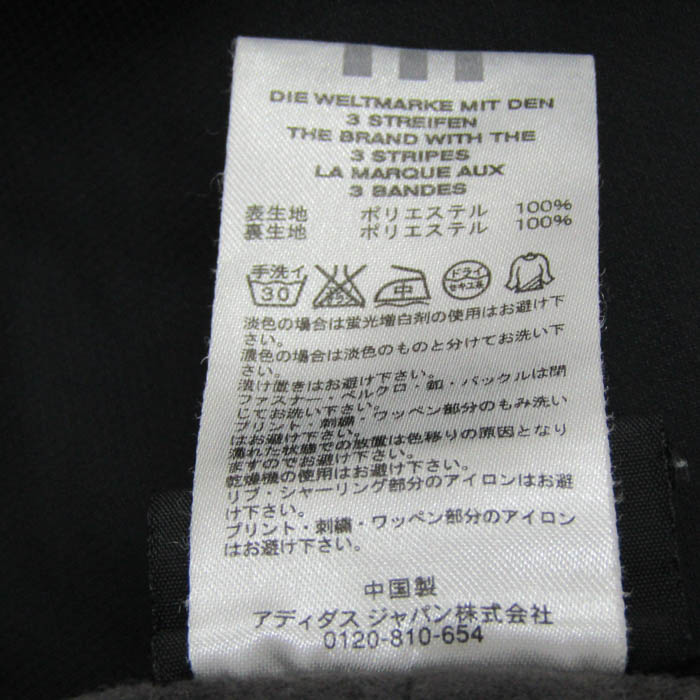 DIE WELTMARKE MIT DEN
3 STREIFEN
THE BRAND WITH THE
3 STRIPES
LA MARQUE AUX
3 BANDES
表生地 ポリエステル 100%
裏生地 ポリエステル 100%
手洗イ
30 エンソサラシ 中 ドライ セキユ系
淡色の場合は蛍光増白剤の使用はお避け下
さい。
濃色の場合は淡色のものと分けてお洗い下
さい。
漬け置きはお避け下さい。
ファスナー・ベルクロ・釦・バックルは閉
じてお洗い下さい。
プリント・刺繍・ワッペン部分のもみ洗い
はお避け下さい。
濡れた状態での放置は色移りの原因となり
ますのでお避け下さい。
乾燥機の使用はお避け下さい。
リブ・シャーリング部分のアイロンはお避
け下さい。
プリント・刺繍・ワッペン部分のアイロン
はお避け下さい。
中国製
アディダス ジャパン株式会社
0120-810-654